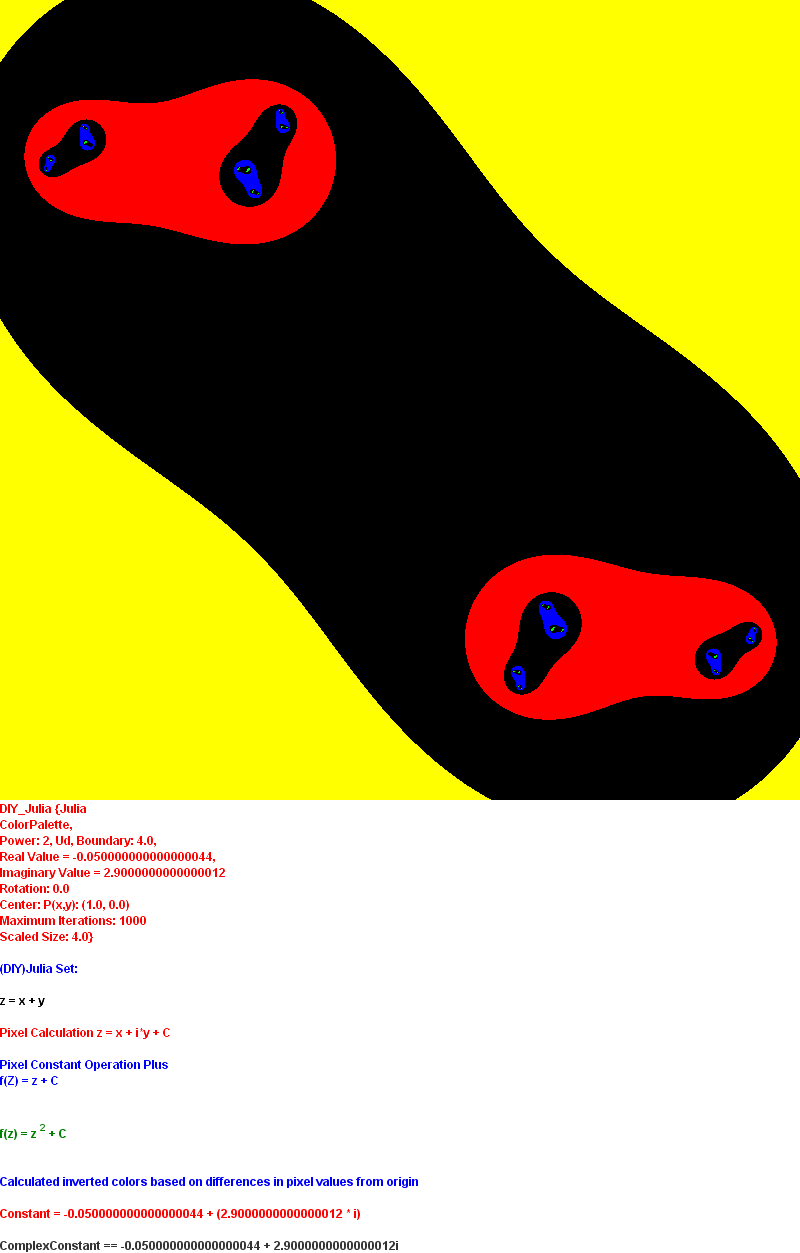 DIY_Julia {Julia
ColorPalette,
Power: 2, Ud, Boundary: 4.0,
Real Value = -0.050000000000000044,
Imaginary Value = 2.9000000000000012
Rotation: 0.0
Center: P(x,y): (1.0, 0.0)
Maximum Iterations: 1000
Scaled Size: 4.0}
(DIY)Julia Set:
z = x + y
Pixel Calculation z = x + i*y + C
Pixel Constant Operation Plus
f(Z) = z + C
f(z) = z 2 + C
Calculated inverted colors based on differences in pixel values from origin
Constant = -0.050000000000000044 + (2.9000000000000012 * i)
ComplexConstant == -0.050000000000000044 + 2.9000000000000012i